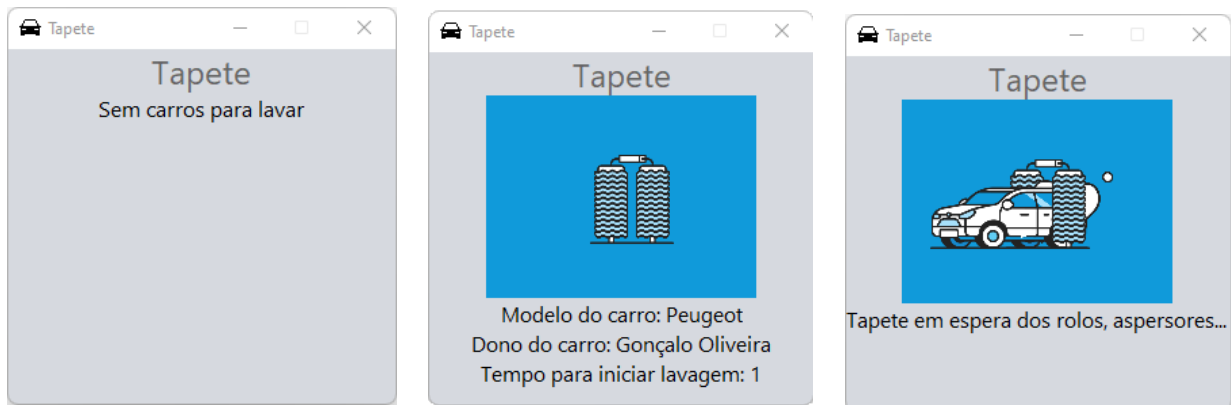 Tapete
Tapete
Sem carros para lavar
Tapete
Tapete
Modelo do carro: Peugeot
Dono do carro: Gonçalo Oliveira
Tempo para iniciar lavagem: 1
Tapete
Tapete
Tapete em espera dos rolos, aspersores...